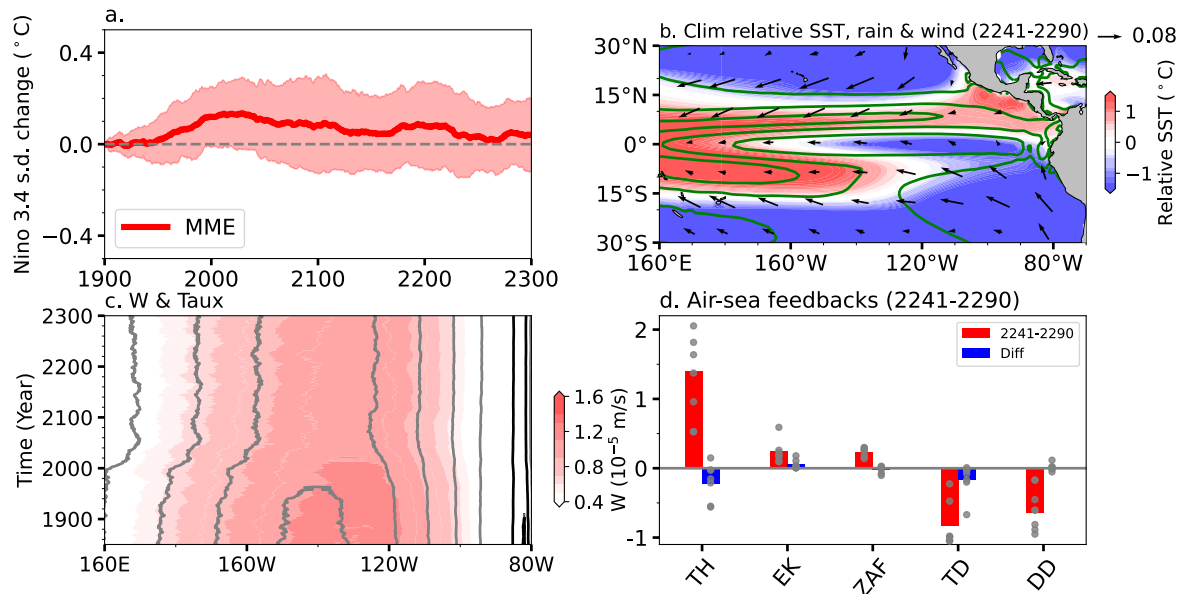 a.
Nino 3.4 s.d. change (°C)
0.4
0.0
−0.4
MME
1900
2000
2100
2200
2300
b. Clim relative SST, rain & wind (2241-2290)
0.08
30°N
15°N
0°
15°S
30°S
160°E
160°W
120°W
80°W
1
0
−1
Relative SST (°C)
c. W & Taux
Time (Year)
2300
2200
2100
2000
1900
160E
160W
120W
80W
1.6
1.2
0.8
0.4
d. Air-sea feedbacks (2241-2290)
W (10⁻⁵ m/s)
2
1
0
-1
2241-2290
Diff
TH
EK
ZAF
TD
DD